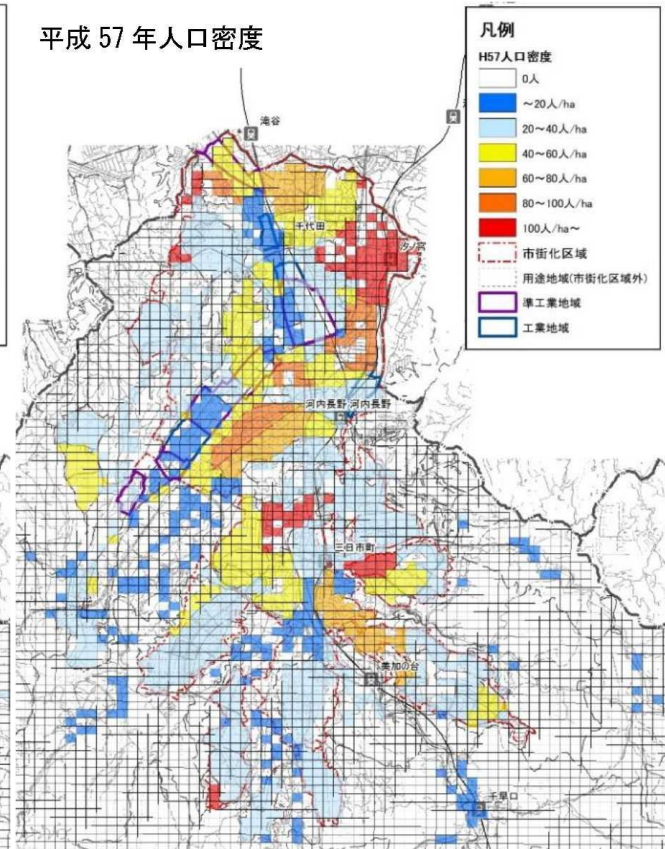 平成 57 年人口密度
凡例
H57人口密度
0人
～20人/ha
20～40人/ha
40～60人/ha
60～80人/ha
80～100人/ha
100人/ha～
市街化区域
用途地域(市街化区域外)
準工業地域
工業地域
滝谷
千代田
汐ノ宮
河内長野 河内長野
三日市町
美加の台
千早口